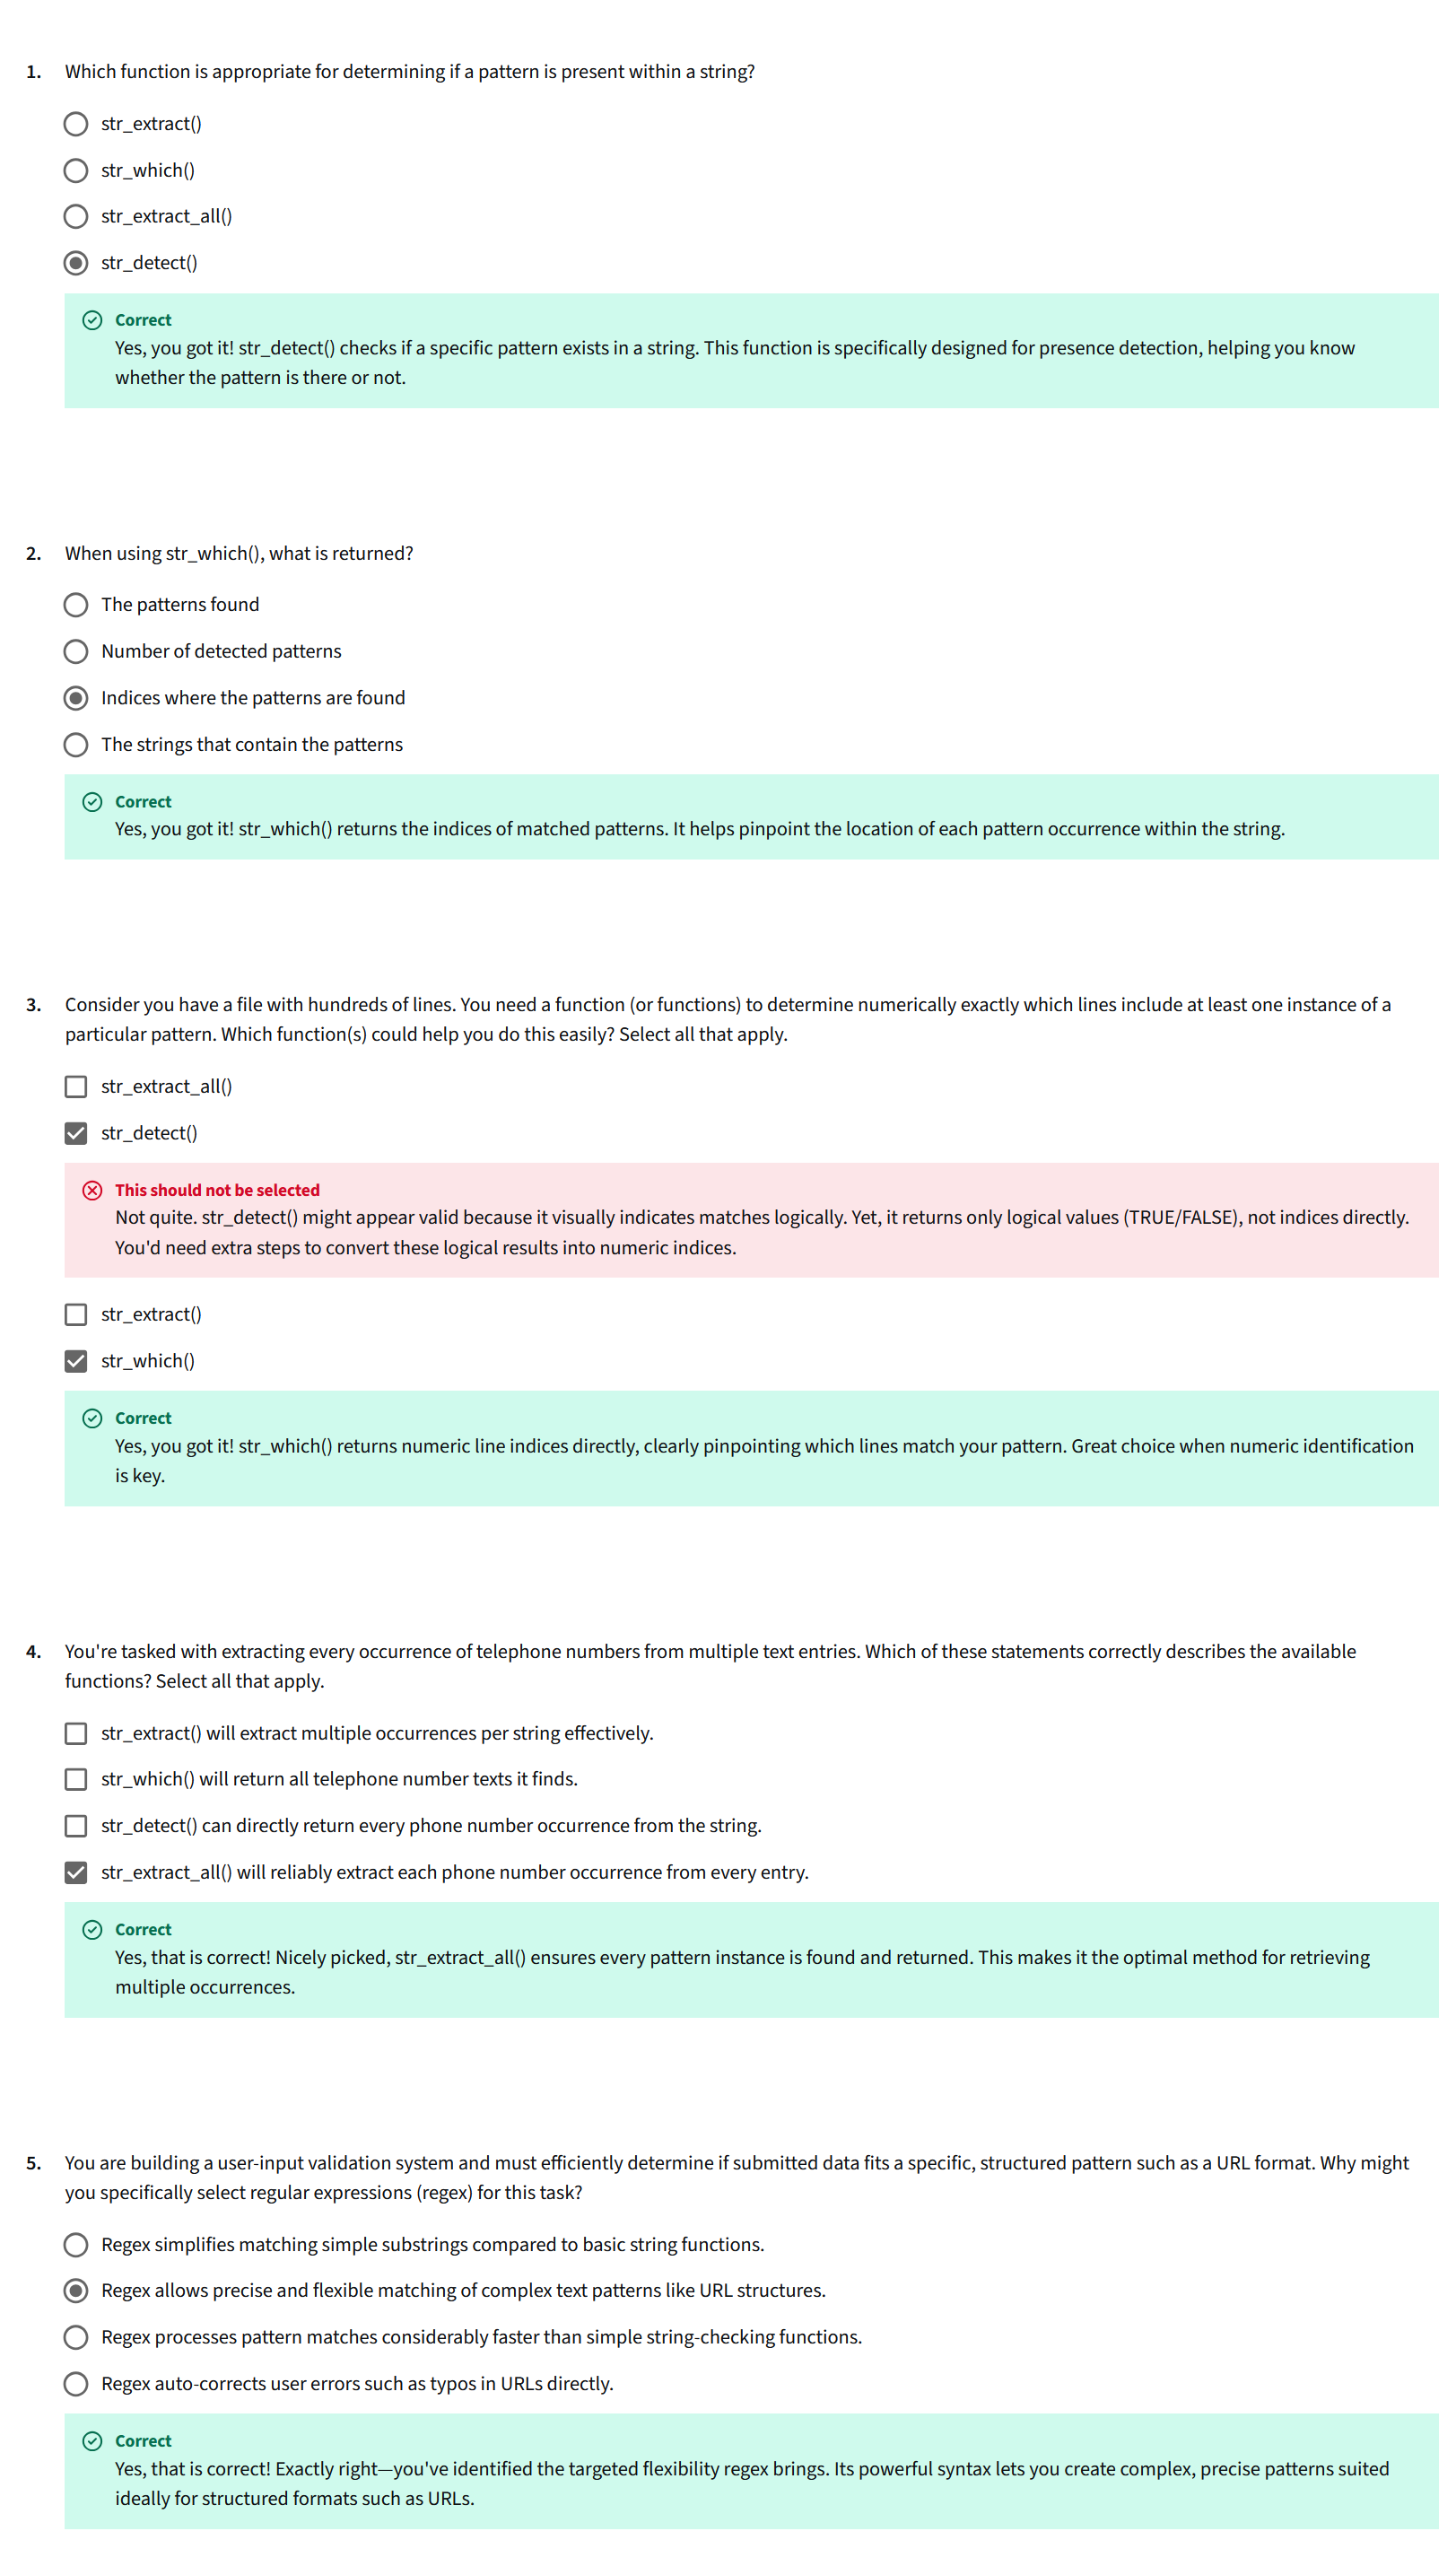 1. Which function is appropriate for determining if a pattern is present within a string?
str_extract()
str_which()
str_extract_all()
str_detect()
Correct
Yes, you got it! str_detect() checks if a specific pattern exists in a string. This function is specifically designed for presence detection, helping you know
whether the pattern is there or not.
2. When using str_which(), what is returned?
The patterns found
Number of detected patterns
Indices where the patterns are found
The strings that contain the patterns
Correct
Yes, you got it! str_which() returns the indices of matched patterns. It helps pinpoint the location of each pattern occurrence within the string.
3. Consider you have a file with hundreds of lines. You need a function (or functions) to determine numerically exactly which lines include at least one instance of a
particular pattern. Which function(s) could help you do this easily? Select all that apply.
str_extract_all()
str_detect()
This should not be selected
Not quite. str_detect() might appear valid because it visually indicates matches logically. Yet, it returns only logical values (TRUE/FALSE), not indices directly.
You'd need extra steps to convert these logical results into numeric indices.
str_extract()
str_which()
Correct
Yes, you got it! str_which() returns numeric line indices directly, clearly pinpointing which lines match your pattern. Great choice when numeric identification
is key.
4. You're tasked with extracting every occurrence of telephone numbers from multiple text entries. Which of these statements correctly describes the available
functions? Select all that apply.
str_extract() will extract multiple occurrences per string effectively.
str_which() will return all telephone number texts it finds.
str_detect() can directly return every phone number occurrence from the string.
str_extract_all() will reliably extract each phone number occurrence from every entry.
Correct
Yes, that is correct! Nicely picked, str_extract_all() ensures every pattern instance is found and returned. This makes it the optimal method for retrieving
multiple occurrences.
5. You are building a user-input validation system and must efficiently determine if submitted data fits a specific, structured pattern such as a URL format. Why might
you specifically select regular expressions (regex) for this task?
Regex simplifies matching simple substrings compared to basic string functions.
Regex allows precise and flexible matching of complex text patterns like URL structures.
Regex processes pattern matches considerably faster than simple string-checking functions.
Regex auto-corrects user errors such as typos in URLs directly.
Correct
Yes, that is correct! Exactly right—you've identified the targeted flexibility regex brings. Its powerful syntax lets you create complex, precise patterns suited
ideally for structured formats such as URLs.